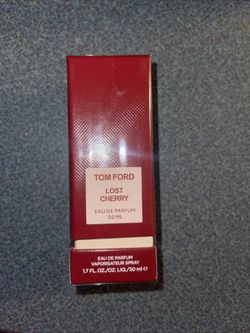 TOM FORD
LOST
CHERRY
EAU DE PARFUM
50 ML
EAU DE PARFUM
VAPORISATEUR SPRAY
1.7 FL.OZ./OZ. LIQ./50 ml ℮